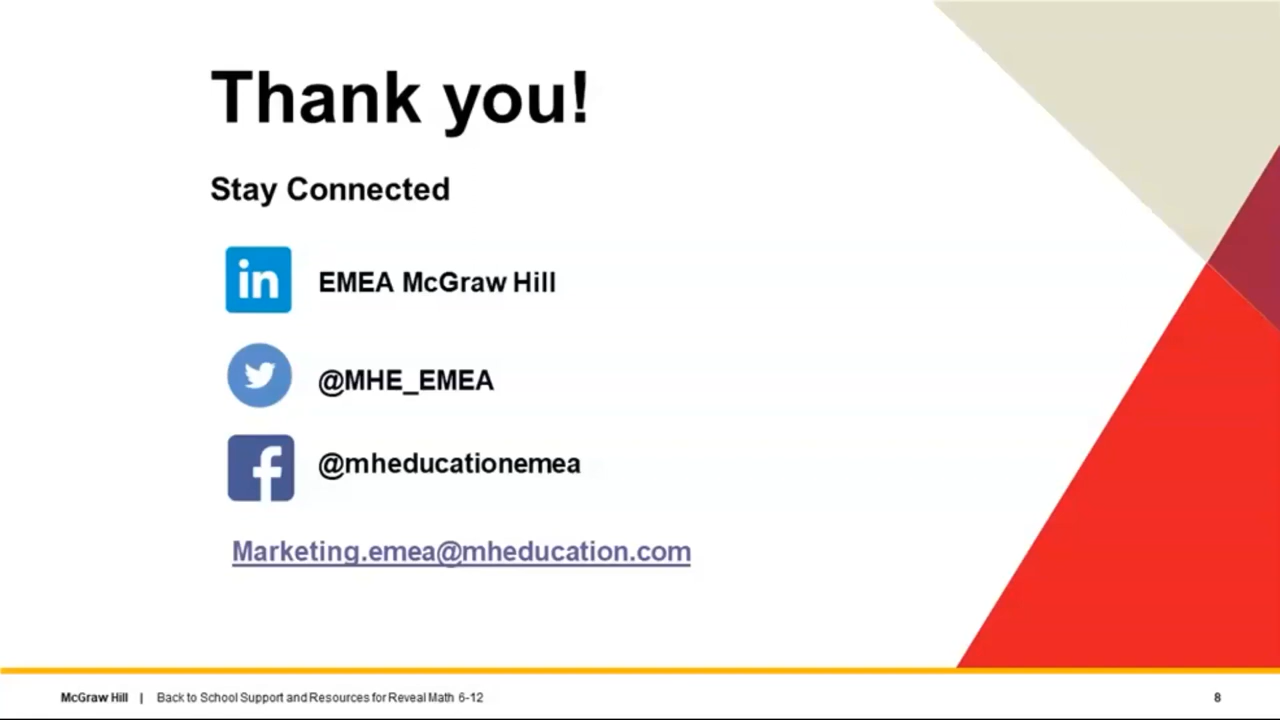 Thank you!
Stay Connected
in EMEA McGraw Hill
@MHE_EMEA
f @mheducationemea
Marketing.emea@mheducation.com
McGraw Hill | Back to School Support and Resources for Reveal Math 6-12 8